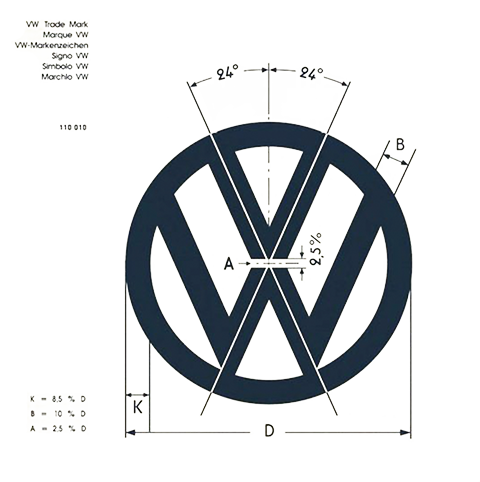 VW Trade Mark
Marque VW
VW-Markenzeichen
Signo VW
Simbolo VW
Marchio VW
110 010
24° 24°
B
A 2,5%
K
D
K = 8,5 % D
B = 10 % D
A = 2,5 % D